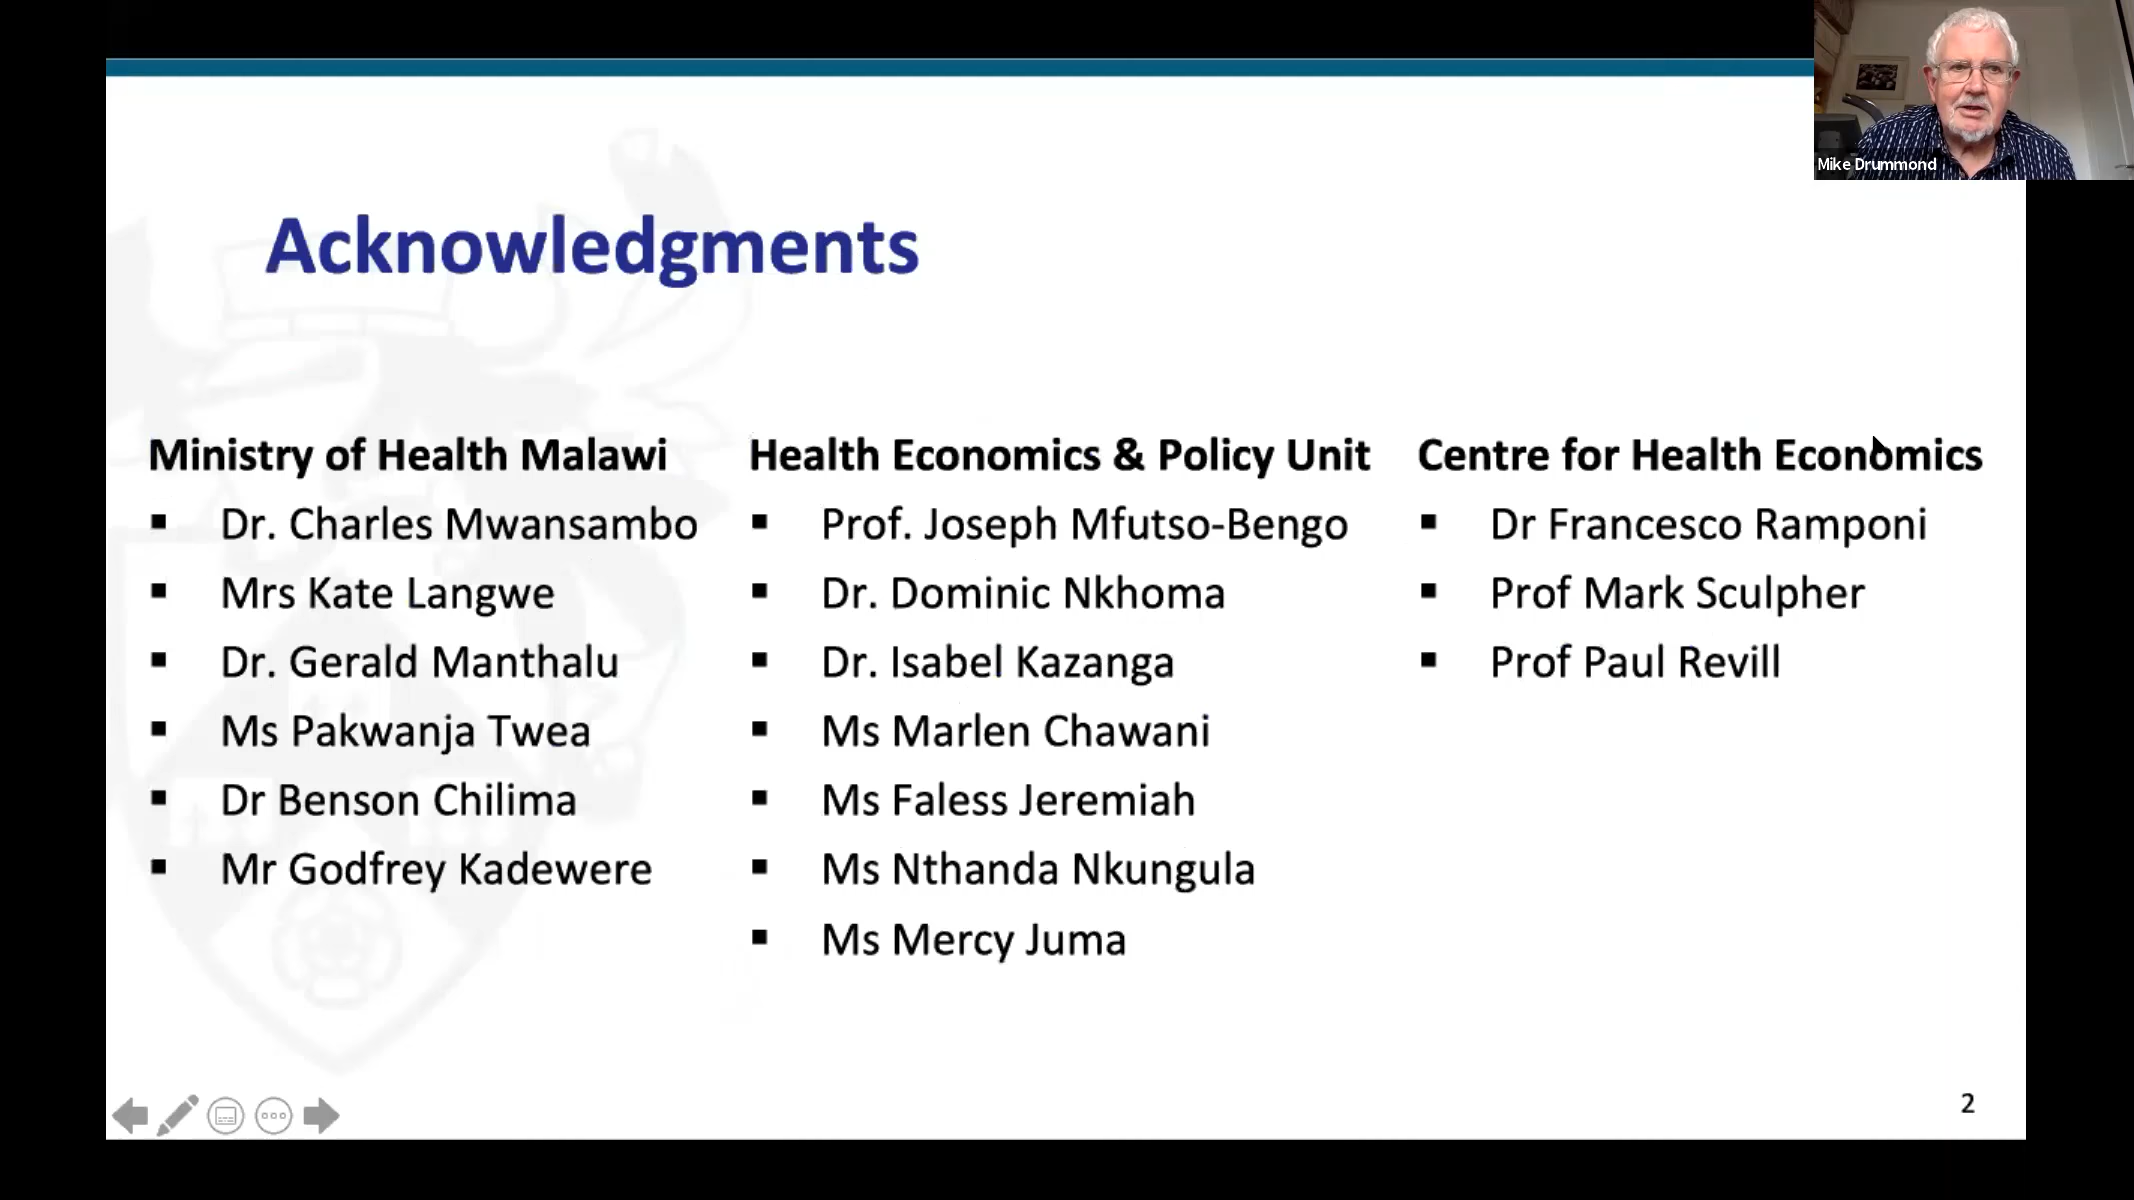 Mike Drummond
Acknowledgments
Ministry of Health Malawi
Dr. Charles Mwansambo
Mrs Kate Langwe
Dr. Gerald Manthalu
Ms Pakwanja Twea
Dr Benson Chilima
Mr Godfrey Kadewere
Health Economics & Policy Unit
Prof. Joseph Mfutso-Bengo
Dr. Dominic Nkhoma
Dr. Isabel Kazanga
Ms Marlen Chawani
Ms Faless Jeremiah
Ms Nthanda Nkungula
Ms Mercy Juma
Centre for Health Economics
Dr Francesco Ramponi
Prof Mark Sculpher
Prof Paul Revill
2